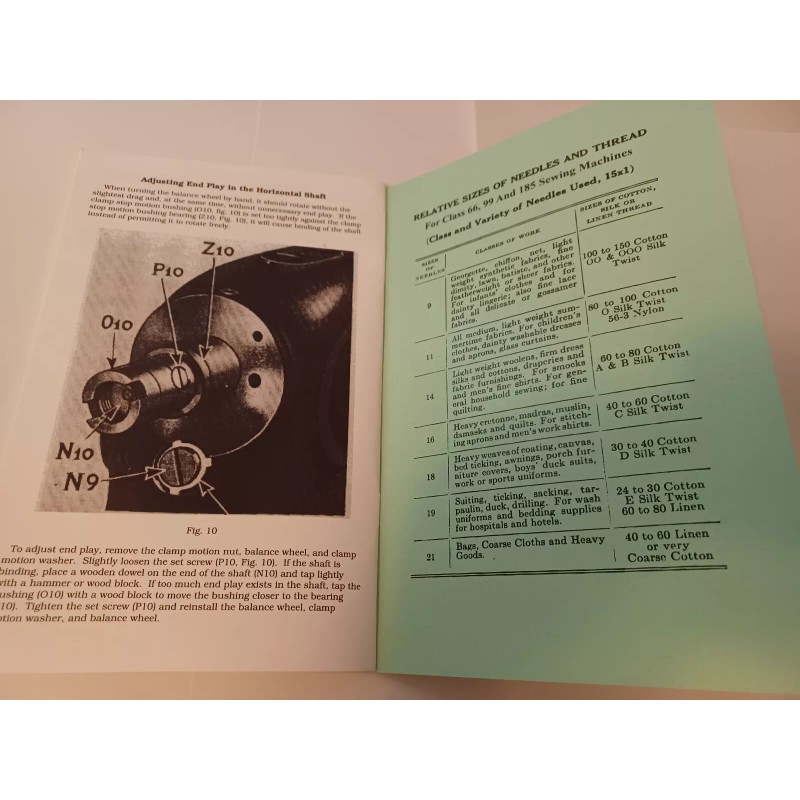 Adjusting End Play in the Horizontal Shaft
When turning the balance wheel by hand, it should rotate without the
slightest drag and, at the same time, without unnecessary end play. If the
clamp stop motion bushing (O10, fig. 10) is set too tightly against the clamp
stop motion bushing bearing (Z10, Fig. 10), it will cause binding of the shaft
instead of permitting it to rotate freely.
Z10
P10
O10
N10
N9
Fig. 10
To adjust end play, remove the clamp motion nut, balance wheel, and clamp
motion washer. Slightly loosen the set screw (P10, Fig. 10). If the shaft is
binding, place a wooden dowel on the end of the shaft (N10) and tap lightly
with a hammer or wood block. If too much end play exists in the shaft, tap the
ushing (O10) with a wood block to move the bushing closer to the bearing
10). Tighten the set screw (P10) and reinstall the balance wheel, clamp
otion washer, and balance wheel.
RELATIVE SIZES OF NEEDLES AND THREAD
For Class 66, 99 And 185 Sewing Machines
(Class and Variety of Needles Used, 15x1)
SIZES
OF
NEEDLES
CLASSES OF WORK
SIZES OF COTTON,
SILK OR
LINEN THREAD
9
Georgette, chiffon, net, light
weight synthetic fabrics, fine
dimity, lawn, batiste, and other
featherweight or sheer fabrics.
For infants' clothes and for
dainty lingerie; also fine lace
and all delicate or gossamer
fabrics.
100 to 150 Cotton
OO & OOO Silk
Twist
11
All medium, light weight sum-
mertime fabrics. For children's
clothes, dainty washable dresses
and aprons, glass curtains.
80 to 100 Cotton
O Silk Twist
56-3 Nylon
14
Light weight woolens, firm dress
silks and cottons, draperies and
fabric furnishings. For smocks
and men's fine shirts. For gen-
eral household sewing; for fine
quilting.
60 to 80 Cotton
A & B Silk Twist
16
Heavy cretonne, madras, muslin,
damasks and quilts. For stitch-
ing aprons and men's work shirts.
40 to 60 Cotton
C Silk Twist
18
Heavy weaves of coating, canvas,
bed ticking, awnings, porch fur-
niture covers, boys' duck suits,
work or sports uniforms.
30 to 40 Cotton
D Silk Twist
19
Suiting, ticking, sacking, tar-
paulin, duck, drilling. For wash
uniforms and bedding supplies
for hospitals and hotels.
24 to 30 Cotton
E Silk Twist
60 to 80 Linen
21
Bags, Coarse Cloths and Heavy
Goods.
40 to 60 Linen
or very
Coarse Cotton